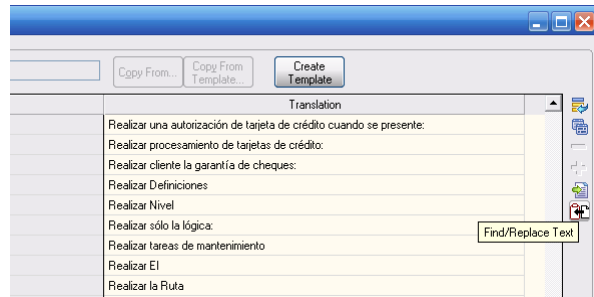 Copy From...
Copy From
Template...
Create
Template
Translation
Realizar una autorización de tarjeta de crédito cuando se presente:
Realizar procesamiento de tarjetas de crédito:
Realizar cliente la garantía de cheques:
Realizar Definiciones
Realizar Nivel
Realizar sólo la lógica:
Find/Replace Text
Realizar tareas de mantenimiento
Realizar El
Realizar la Ruta